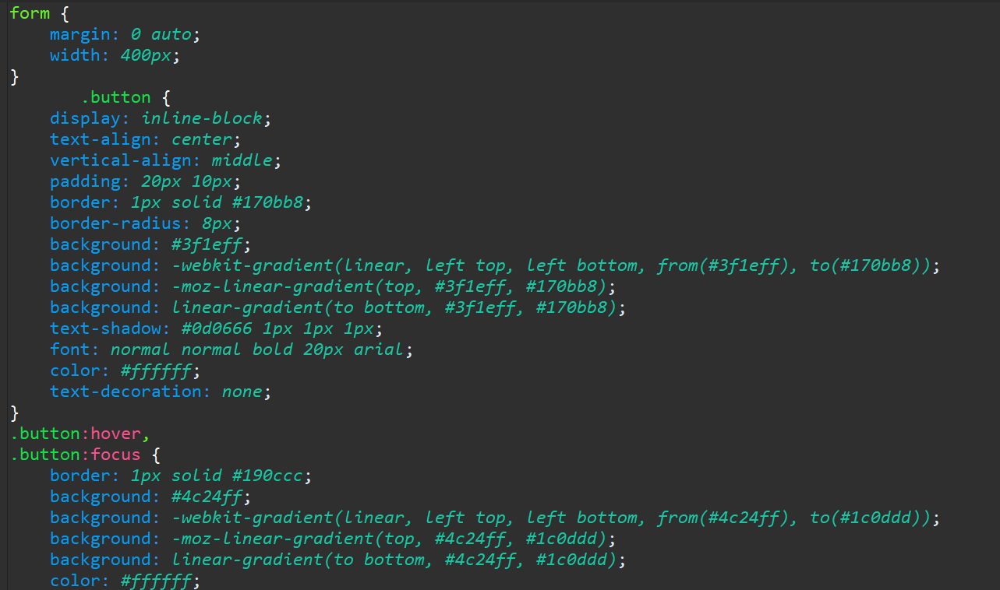 form {
    margin: 0 auto;
    width: 400px;
}
       .button {
    display: inline-block;
    text-align: center;
    vertical-align: middle;
    padding: 20px 10px;
    border: 1px solid #170bb8;
    border-radius: 8px;
    background: #3f1eff;
    background: -webkit-gradient(linear, left top, left bottom, from(#3f1eff), to(#170bb8));
    background: -moz-linear-gradient(top, #3f1eff, #170bb8);
    background: linear-gradient(to bottom, #3f1eff, #170bb8);
    text-shadow: #0d0666 1px 1px 1px;
    font: normal normal bold 20px arial;
    color: #ffffff;
    text-decoration: none;
}
.button:hover,
.button:focus {
    border: 1px solid #190ccc;
    background: #4c24ff;
    background: -webkit-gradient(linear, left top, left bottom, from(#4c24ff), to(#1c0ddd));
    background: -moz-linear-gradient(top, #4c24ff, #1c0ddd);
    background: linear-gradient(to bottom, #4c24ff, #1c0ddd);
    color: #ffffff;